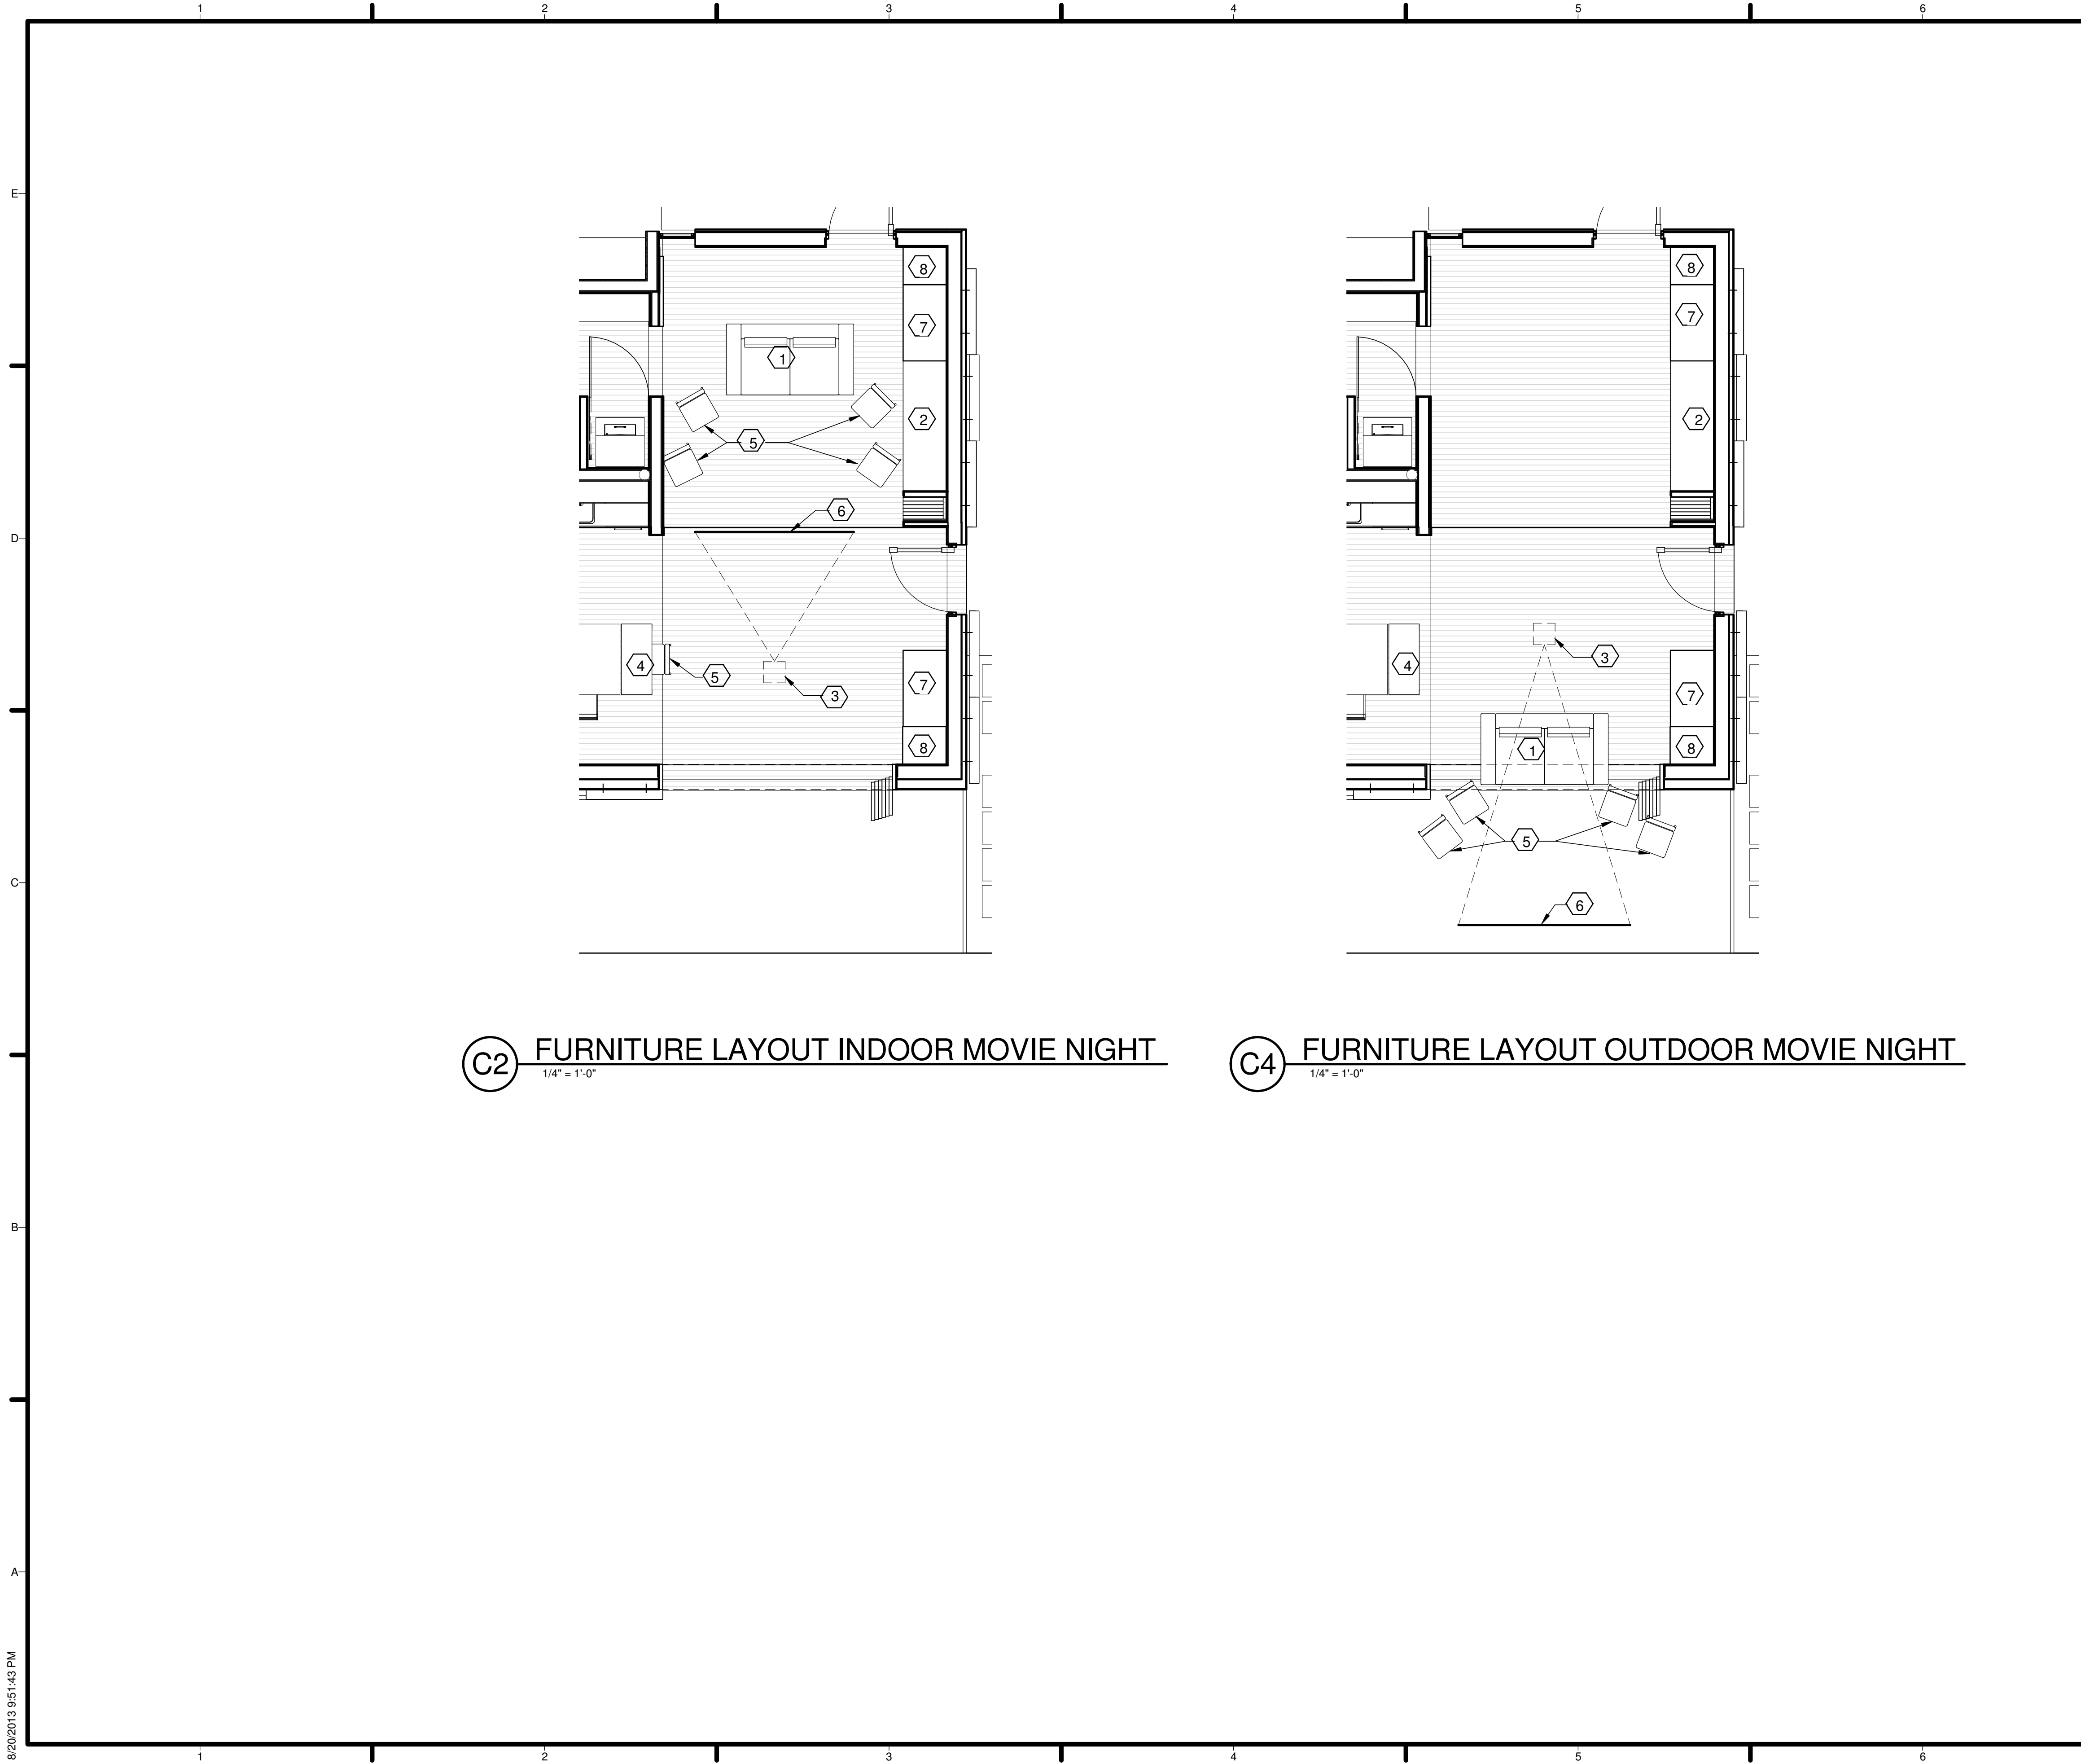 1 2 3 4 5 6
E
D
C
B
A
8
7
1
2
5
6
4
5
3
7
8
8
7
2
3
4
7
1
8
5
6
C2 FURNITURE LAYOUT INDOOR MOVIE NIGHT
1/4" = 1'-0"
C4 FURNITURE LAYOUT OUTDOOR MOVIE NIGHT
1/4" = 1'-0"
8/20/2013 9:51:43 PM
1 2 3 4 5 6